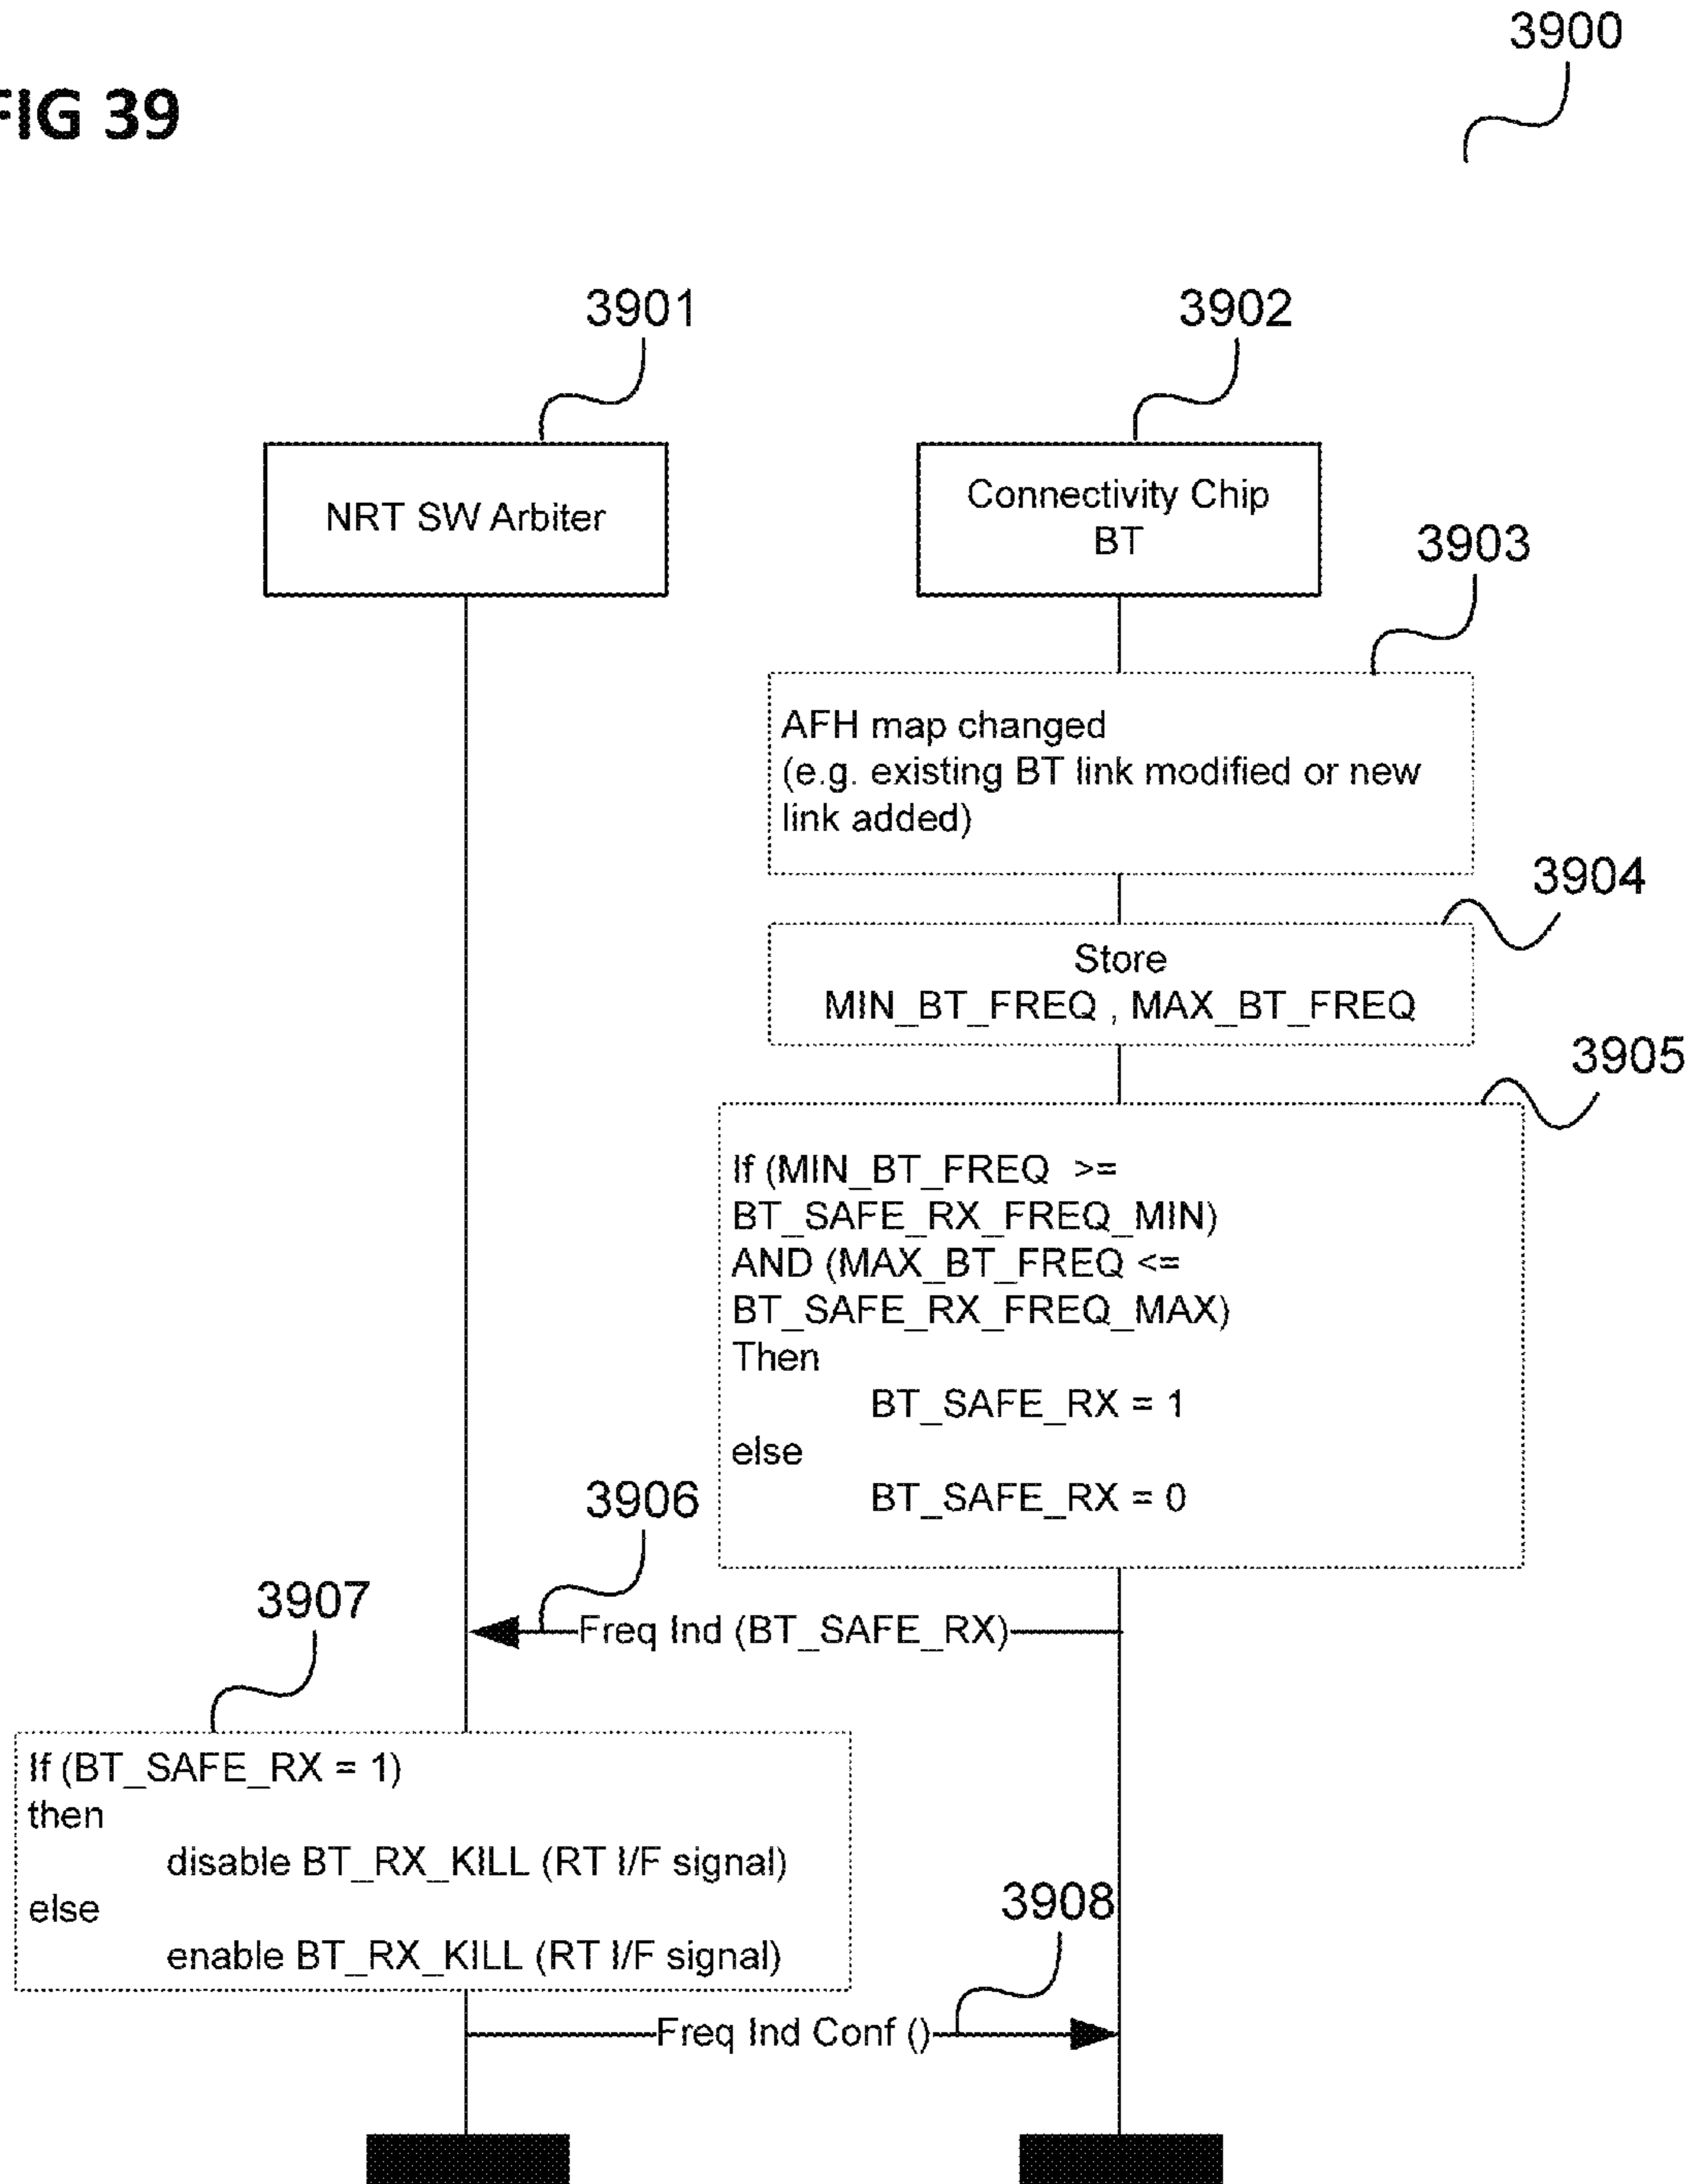 3900
FIG 39
3901
3902
NRT SW Arbiter
Connectivity Chip
BT
3903
AFH map changed
(e.g. existing BT link modified or new
link added)
3904
Store
MIN_BT_FREQ , MAX_BT_FREQ
3905
If (MIN_BT_FREQ >=
BT_SAFE_RX_FREQ_MIN)
AND (MAX_BT_FREQ <=
BT_SAFE_RX_FREQ_MAX)
Then
BT_SAFE_RX = 1
else
BT_SAFE_RX = 0
3906
Freq Ind (BT_SAFE_RX)
3907
If (BT_SAFE_RX = 1)
then
disable BT_RX_KILL (RT I/F signal)
else
enable BT_RX_KILL (RT I/F signal)
3908
Freq Ind Conf ()